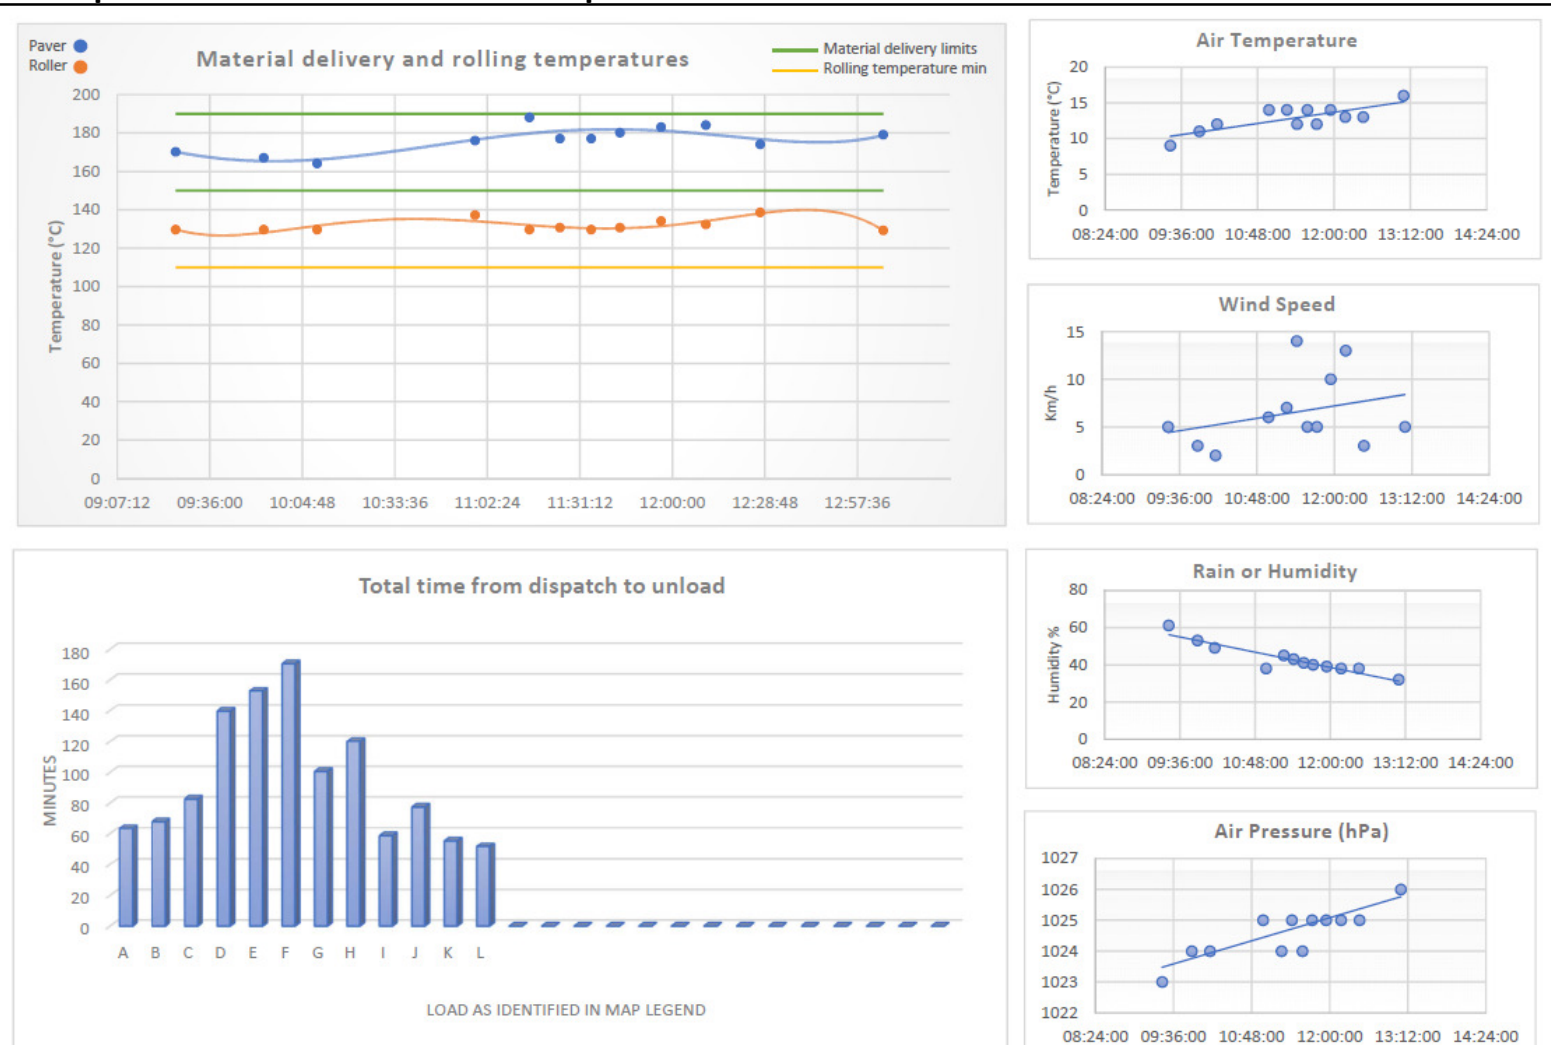 Paver
Roller
Material delivery and rolling temperatures
Material delivery limits
Rolling temperature min
Temperature (°C)
200
180
160
140
120
100
80
60
40
20
0
09:07:12 09:36:00 10:04:48 10:33:36 11:02:24 11:31:12 12:00:00 12:28:48 12:57:36
Total time from dispatch to unload
MINUTES
180
160
140
120
100
80
60
40
20
0
A B C D E F G H I J K L
LOAD AS IDENTIFIED IN MAP LEGEND
Air Temperature
Temperature (°C)
20
15
10
5
0
08:24:00 09:36:00 10:48:00 12:00:00 13:12:00 14:24:00
Wind Speed
Km/h
15
10
5
0
08:24:00 09:36:00 10:48:00 12:00:00 13:12:00 14:24:00
Rain or Humidity
Humidity %
80
60
40
20
0
08:24:00 09:36:00 10:48:00 12:00:00 13:12:00 14:24:00
Air Pressure (hPa)
1027
1026
1025
1024
1023
1022
08:24:00 09:36:00 10:48:00 12:00:00 13:12:00 14:24:00